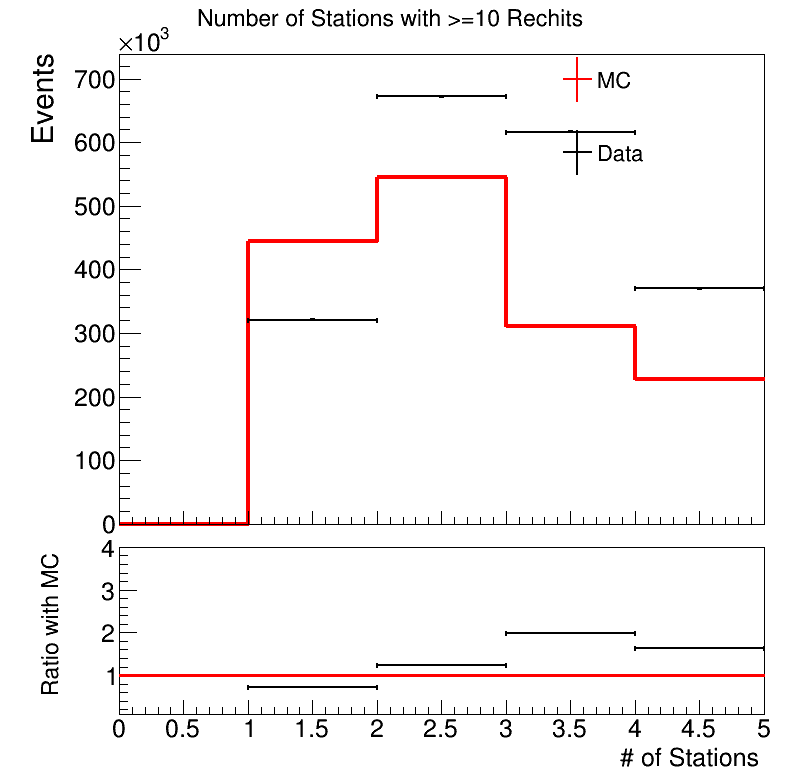 Number of Stations with >=10 Rechits
×10³
Events
700
600
500
400
300
200
100
0
MC
Data
Ratio with MC
4
3
2
1
0 0.5 1 1.5 2 2.5 3 3.5 4 4.5 5
# of Stations